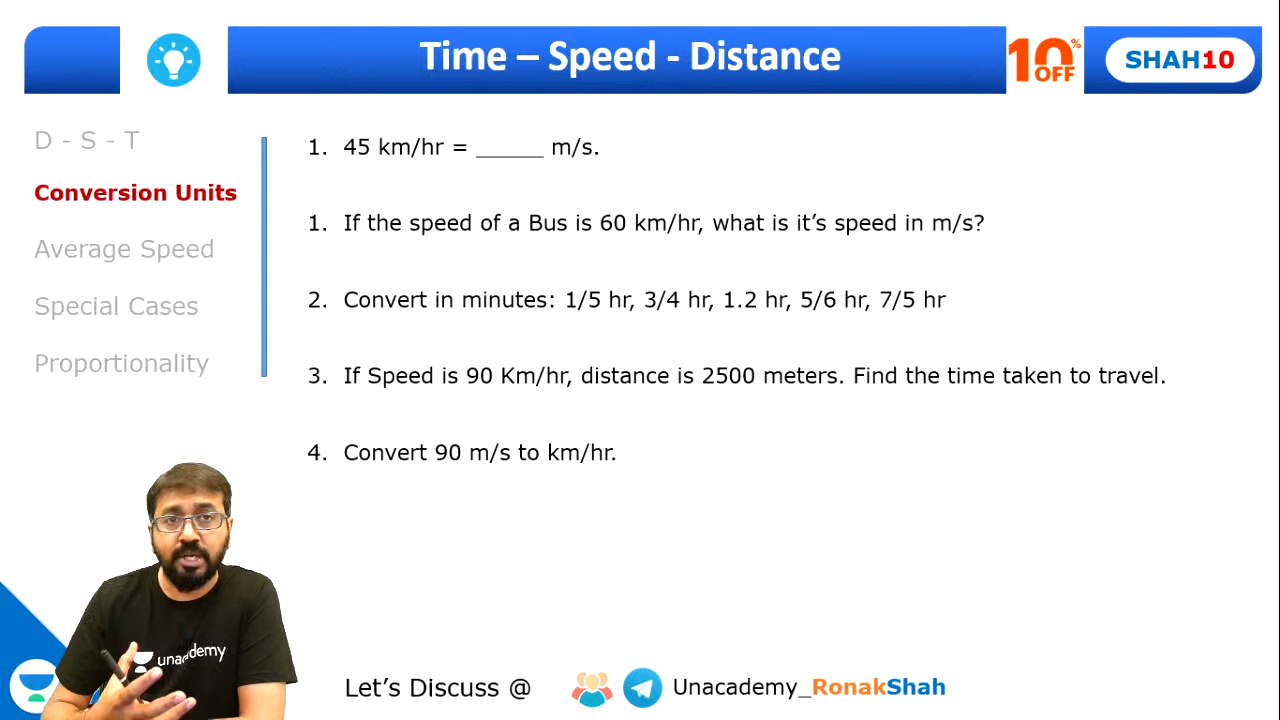 Time – Speed - Distance
10% OFF
SHAH10
D - S - T
Conversion Units
Average Speed
Special Cases
Proportionality
1. 45 km/hr = ______ m/s.
1. If the speed of a Bus is 60 km/hr, what is it’s speed in m/s?
2. Convert in minutes: 1/5 hr, 3/4 hr, 1.2 hr, 5/6 hr, 7/5 hr
3. If Speed is 90 Km/hr, distance is 2500 meters. Find the time taken to travel.
4. Convert 90 m/s to km/hr.
unacademy
Let’s Discuss @
Unacademy_RonakShah